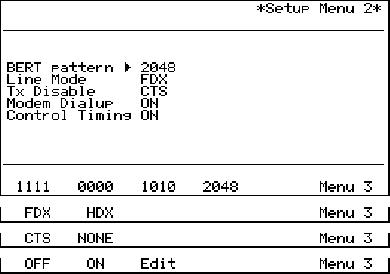 *Setup Menu 2*
BERT pattern ▶ 2048
Line Mode FDX
Tx Disable CTS
Modem Dialup ON
Control Timing ON
1111 0000 1010 2048 Menu 3
FDX HDX Menu 3
CTS NONE Menu 3
OFF ON Edit Menu 3